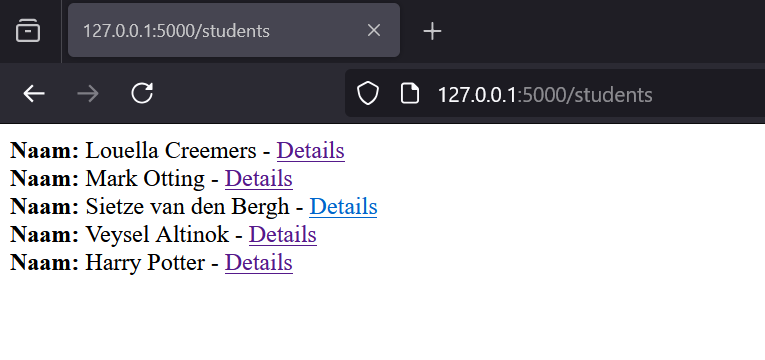 127.0.0.1:5000/students
127.0.0.1:5000/students
Naam: Louella Creemers - Details
Naam: Mark Otting - Details
Naam: Sietze van den Bergh - Details
Naam: Veysel Altinok - Details
Naam: Harry Potter - Details